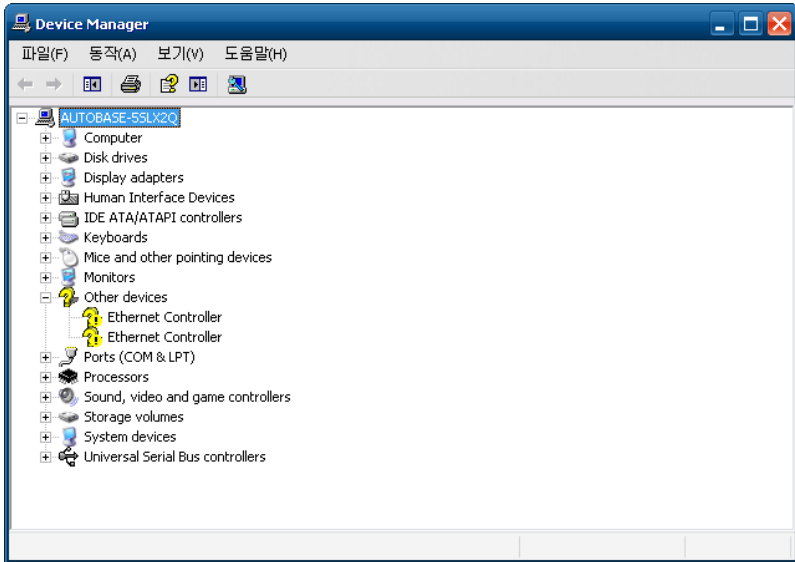 Device Manager
파일(F) 동작(A) 보기(V) 도움말(H)
AUTOBASE-5SLX2Q
Computer
Disk drives
Display adapters
Human Interface Devices
IDE ATA/ATAPI controllers
Keyboards
Mice and other pointing devices
Monitors
Other devices
Ethernet Controller
Ethernet Controller
Ports (COM & LPT)
Processors
Sound, video and game controllers
Storage volumes
System devices
Universal Serial Bus controllers